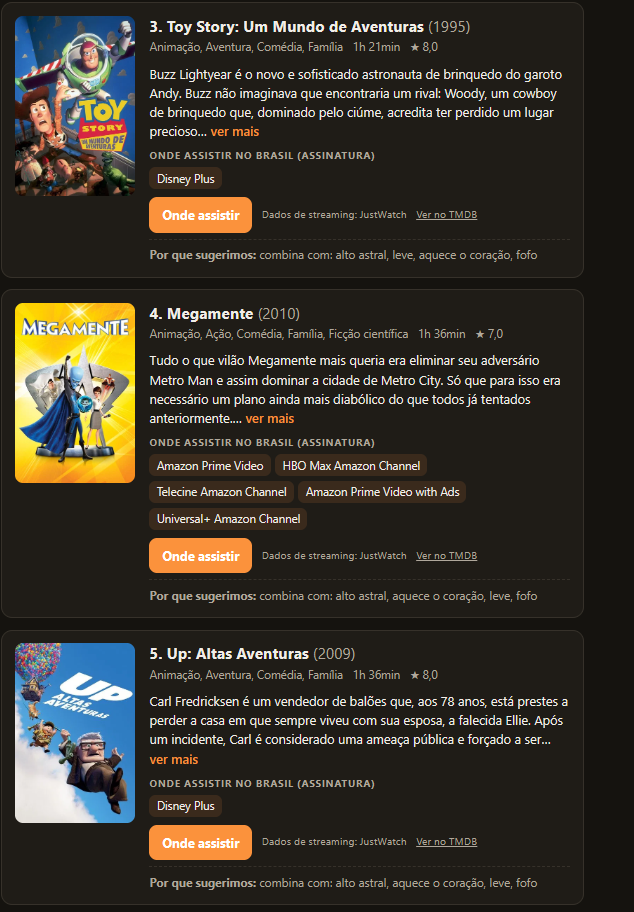 TOY
STORY
UM MUNDO DE
AVENTURAS
3. Toy Story: Um Mundo de Aventuras (1995)
Animação, Aventura, Comédia, Família 1h 21min ★ 8,0
Buzz Lightyear é o novo e sofisticado astronauta de brinquedo do garoto
Andy. Buzz não imaginava que encontraria um rival: Woody, um cowboy
de brinquedo que, dominado pelo ciúme, acredita ter perdido um lugar
precioso... ver mais
ONDE ASSISTIR NO BRASIL (ASSINATURA)
Disney Plus
Onde assistir Dados de streaming: JustWatch Ver no TMDB
Por que sugerimos: combina com: alto astral, leve, aquece o coração, fofo
MEGAMENTE
4. Megamente (2010)
Animação, Ação, Comédia, Família, Ficção científica 1h 36min ★ 7,0
Tudo o que vilão Megamente mais queria era eliminar seu adversário
Metro Man e assim dominar a cidade de Metro City. Só que para isso era
necessário um plano ainda mais diabólico do que todos já tentados
anteriormente.... ver mais
ONDE ASSISTIR NO BRASIL (ASSINATURA)
Amazon Prime Video HBO Max Amazon Channel
Telecine Amazon Channel Amazon Prime Video with Ads
Universal+ Amazon Channel
Onde assistir Dados de streaming: JustWatch Ver no TMDB
Por que sugerimos: combina com: alto astral, aquece o coração, leve, fofo
UP
ALTAS
AVENTURAS
5. Up: Altas Aventuras (2009)
Animação, Aventura, Comédia, Família 1h 36min ★ 8,0
Carl Fredricksen é um vendedor de balões que, aos 78 anos, está prestes a
perder a casa em que sempre viveu com sua esposa, a falecida Ellie. Após
um incidente, Carl é considerado uma ameaça pública e forçado a ser...
ver mais
ONDE ASSISTIR NO BRASIL (ASSINATURA)
Disney Plus
Onde assistir Dados de streaming: JustWatch Ver no TMDB
Por que sugerimos: combina com: alto astral, aquece o coração, leve, fofo